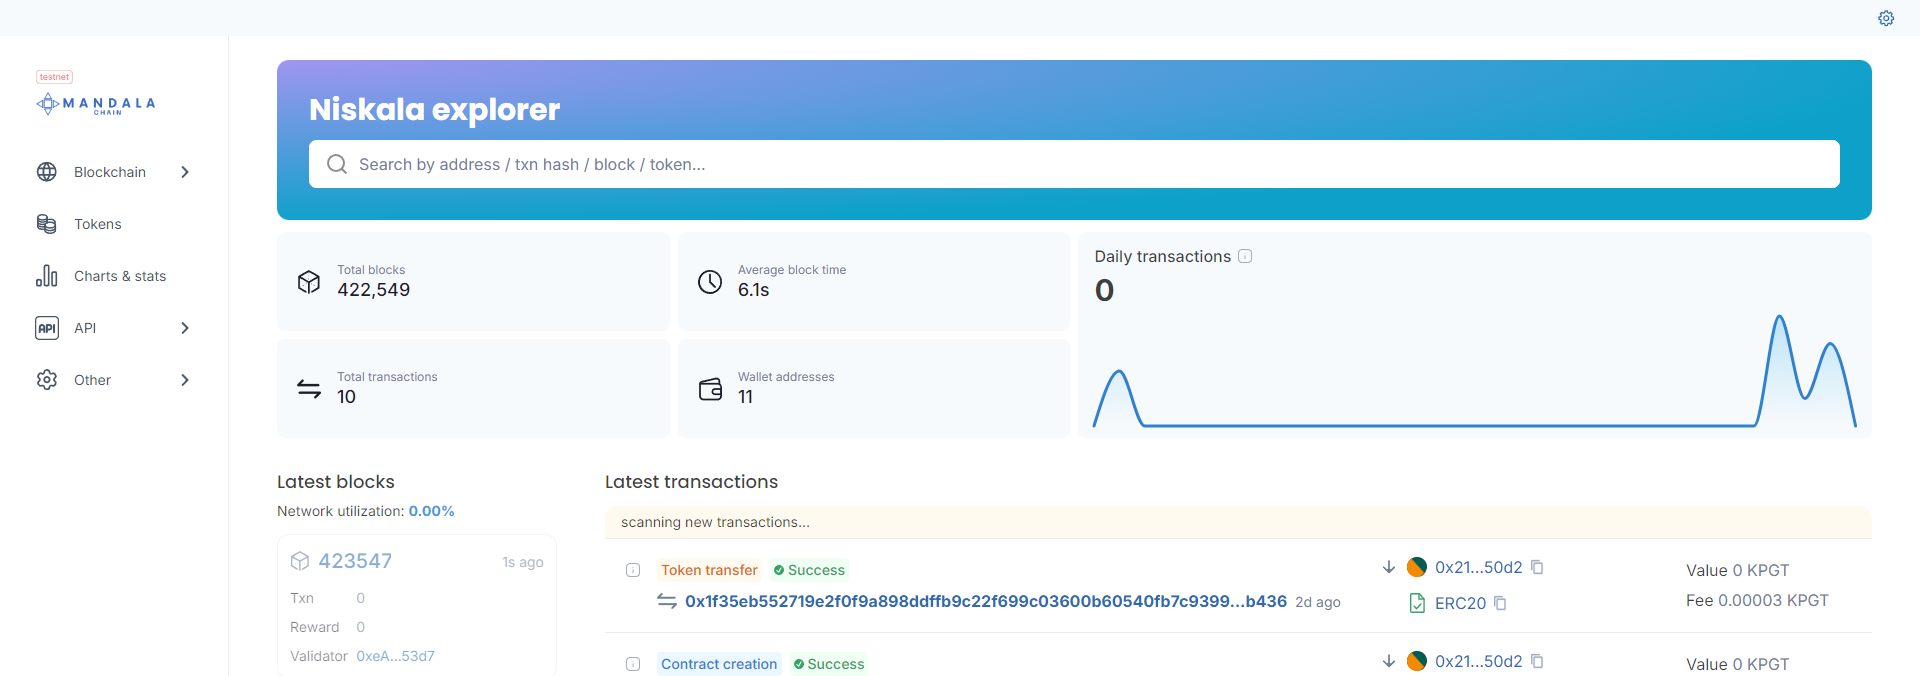 testnet
MANDALA
CHAIN
Blockchain
Tokens
Charts & stats
API
API
Other
Niskala explorer
Search by address / txn hash / block / token...
Total blocks
422,549
Average block time
6.1s
Total transactions
10
Wallet addresses
11
Daily transactions
0
Latest blocks
Network utilization: 0.00%
423547 1s ago
Txn 0
Reward 0
Validator 0xeA...53d7
Latest transactions
scanning new transactions...
Token transfer Success
0x1f35eb552719e2f0f9a898ddffb9c22f699c03600b60540fb7c9399...b436 2d ago
0x21...50d2
ERC20
Value 0 KPGT
Fee 0.00003 KPGT
Contract creation Success
0x21...50d2
Value 0 KPGT